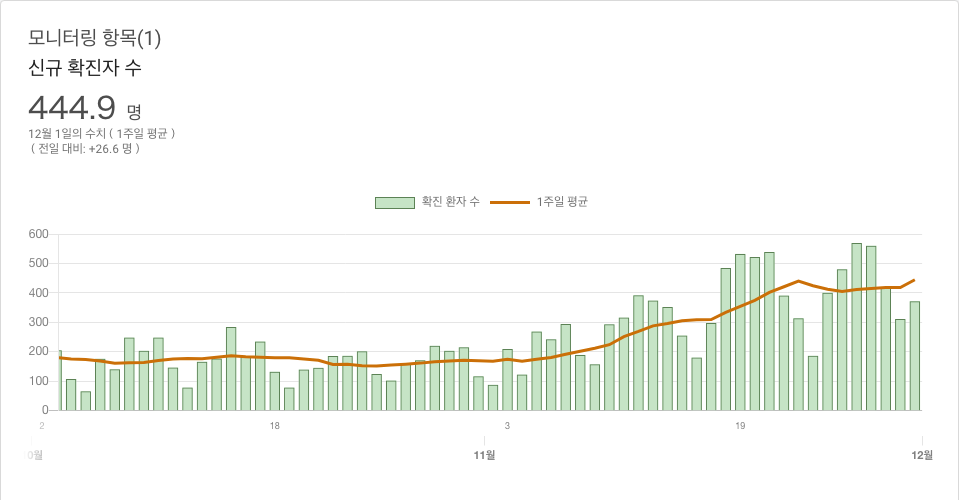 모니터링 항목(1)
신규 확진자 수
444.9 명
12월 1일의 수치 ( 1주일 평균 )
( 전일 대비: +26.6 명 )
확진 환자 수 1주일 평균
600
500
400
300
200
100
0
2 18 3 19
0월 11월 12월